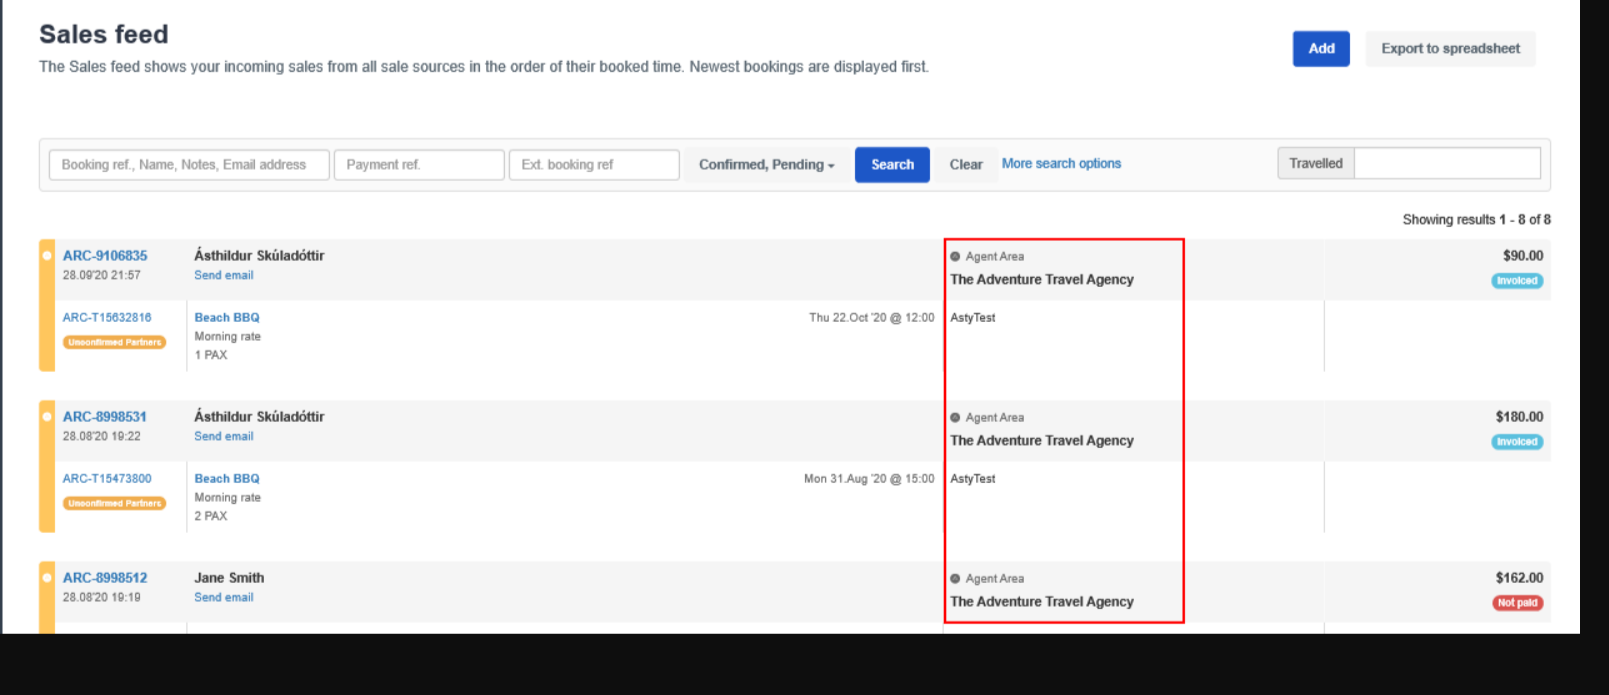 Sales feed
Add
Export to spreadsheet
The Sales feed shows your incoming sales from all sale sources in the order of their booked time. Newest bookings are displayed first.
Booking ref., Name, Notes, Email address
Payment ref.
Ext. booking ref
Confirmed, Pending
Search
Clear
More search options
Travelled
Showing results 1 - 8 of 8
ARC-9106835
Ásthildur Skúladóttir
Agent Area
$90.00
28.09'20 21:57
Send email
The Adventure Travel Agency
Invoiced
ARC-T15632816
Beach BBQ
Thu 22.Oct '20 @ 12:00
AstyTest
Unconfirmed Partners
Morning rate
1 PAX
ARC-8998531
Ásthildur Skúladóttir
Agent Area
$180.00
28.08'20 19:22
Send email
The Adventure Travel Agency
Invoiced
ARC-T15473800
Beach BBQ
Mon 31.Aug '20 @ 15:00
AstyTest
Unconfirmed Partners
Morning rate
2 PAX
ARC-8998512
Jane Smith
Agent Area
$162.00
28.08'20 19:19
Send email
The Adventure Travel Agency
Not paid